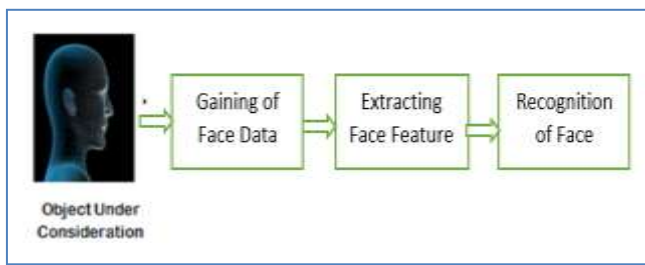 Gaining of
Face Data
Extracting
Face Feature
Recognition
of Face
Object Under
Consideration